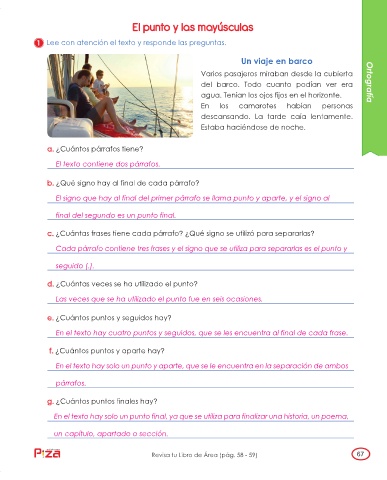 El punto y las mayúsculas
1 Lee con atención el texto y responde las preguntas.
Un viaje en barco
Varios pasajeros miraban desde la cubierta
del barco. Todo cuanto podían ver era
agua. Tenían los ojos fijos en el horizonte.
En los camarotes habían personas
descansando. La tarde caía lentamente.
Estaba haciéndose de noche.
Ortografía
a. ¿Cuántos párrafos tiene?
El texto contiene dos párrafos.
b. ¿Qué signo hay al final de cada párrafo?
El signo que hay al final del primer párrafo se llama punto y aparte, y el signo al
final del segundo es un punto final.
c. ¿Cuántas frases tiene cada párrafo? ¿Qué signo se utilizó para separarlas?
Cada párrafo contiene tres frases y el signo que se utiliza para separarlas es el punto y
seguido (.).
d. ¿Cuántas veces se ha utilizado el punto?
Las veces que se ha utilizado el punto fue en seis ocasiones.
e. ¿Cuántos puntos y seguidos hay?
En el texto hay cuatro puntos y seguidos, que se les encuentra al final de cada frase.
f. ¿Cuántos puntos y aparte hay?
En el texto hay solo un punto y aparte, que se le encuentra en la separación de ambos
párrafos.
g. ¿Cuántos puntos finales hay?
En el texto hay solo un punto final, ya que se utiliza para finalizar una historia, un poema,
un capítulo, apartado o sección.
Revisa tu Libro de Área (pág. 58 - 59)
67